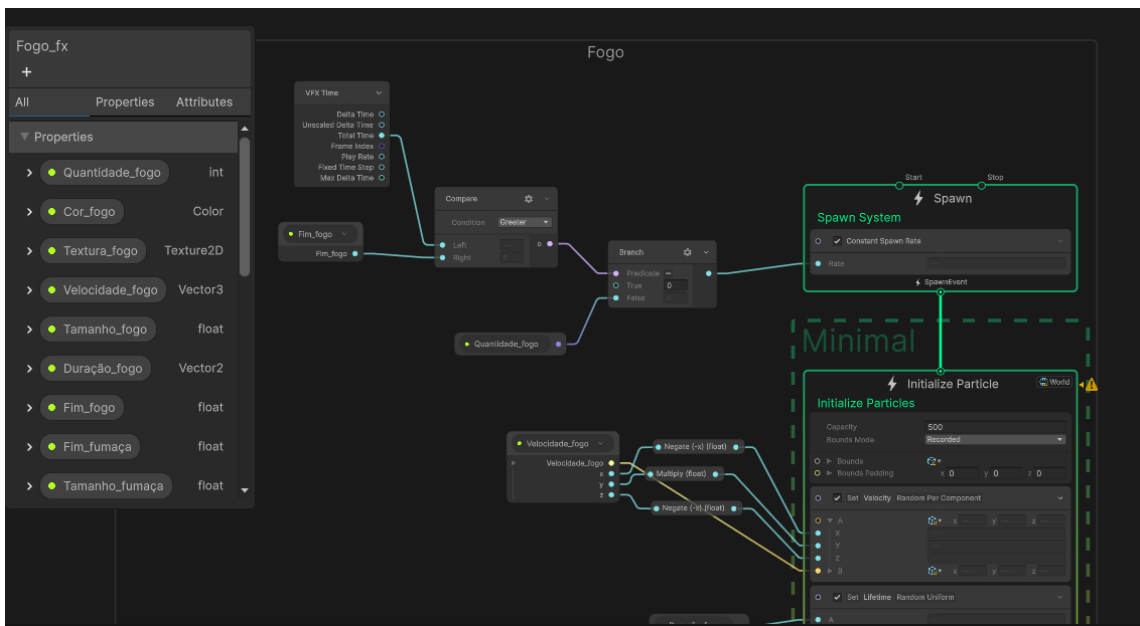 Fogo_fx
+
All Properties Attributes
Properties
Quantidade_fogo int
Cor_fogo Color
Textura_fogo Texture2D
Velocidade_fogo Vector3
Tamanho_fogo float
Duração_fogo Vector2
Fim_fogo float
Fim_fumaça float
Tamanho_fumaça float
Fogo
VFX Time
Delta Time
Unscaled Delta Time
Total Time
Frame Index
Play Rate
Fixed Time Step
Max Delta Time
Fim_fogo
Fim_fogo
Compare
Condition Greater
Left
Right
o
Branch
Predicate
True 0
False
Quantidade_fogo
Start Stop
Spawn
Spawn System
Constant Spawn Rate
Rate
SpawnEvent
Minimal
Initialize Particle World
Initialize Particles
Capacity 500
Bounds Mode Recorded
Bounds
Bounds Padding x 0 y 0 z 0
Velocidade_fogo
Velocidade_fogo
x
y
z
Negate (-x) (float)
Multiply (float)
Negate (-x) (float)
Set Velocity Random Per Component
A x y z
X
Y
Z
B x y z
Set Lifetime Random Uniform
A